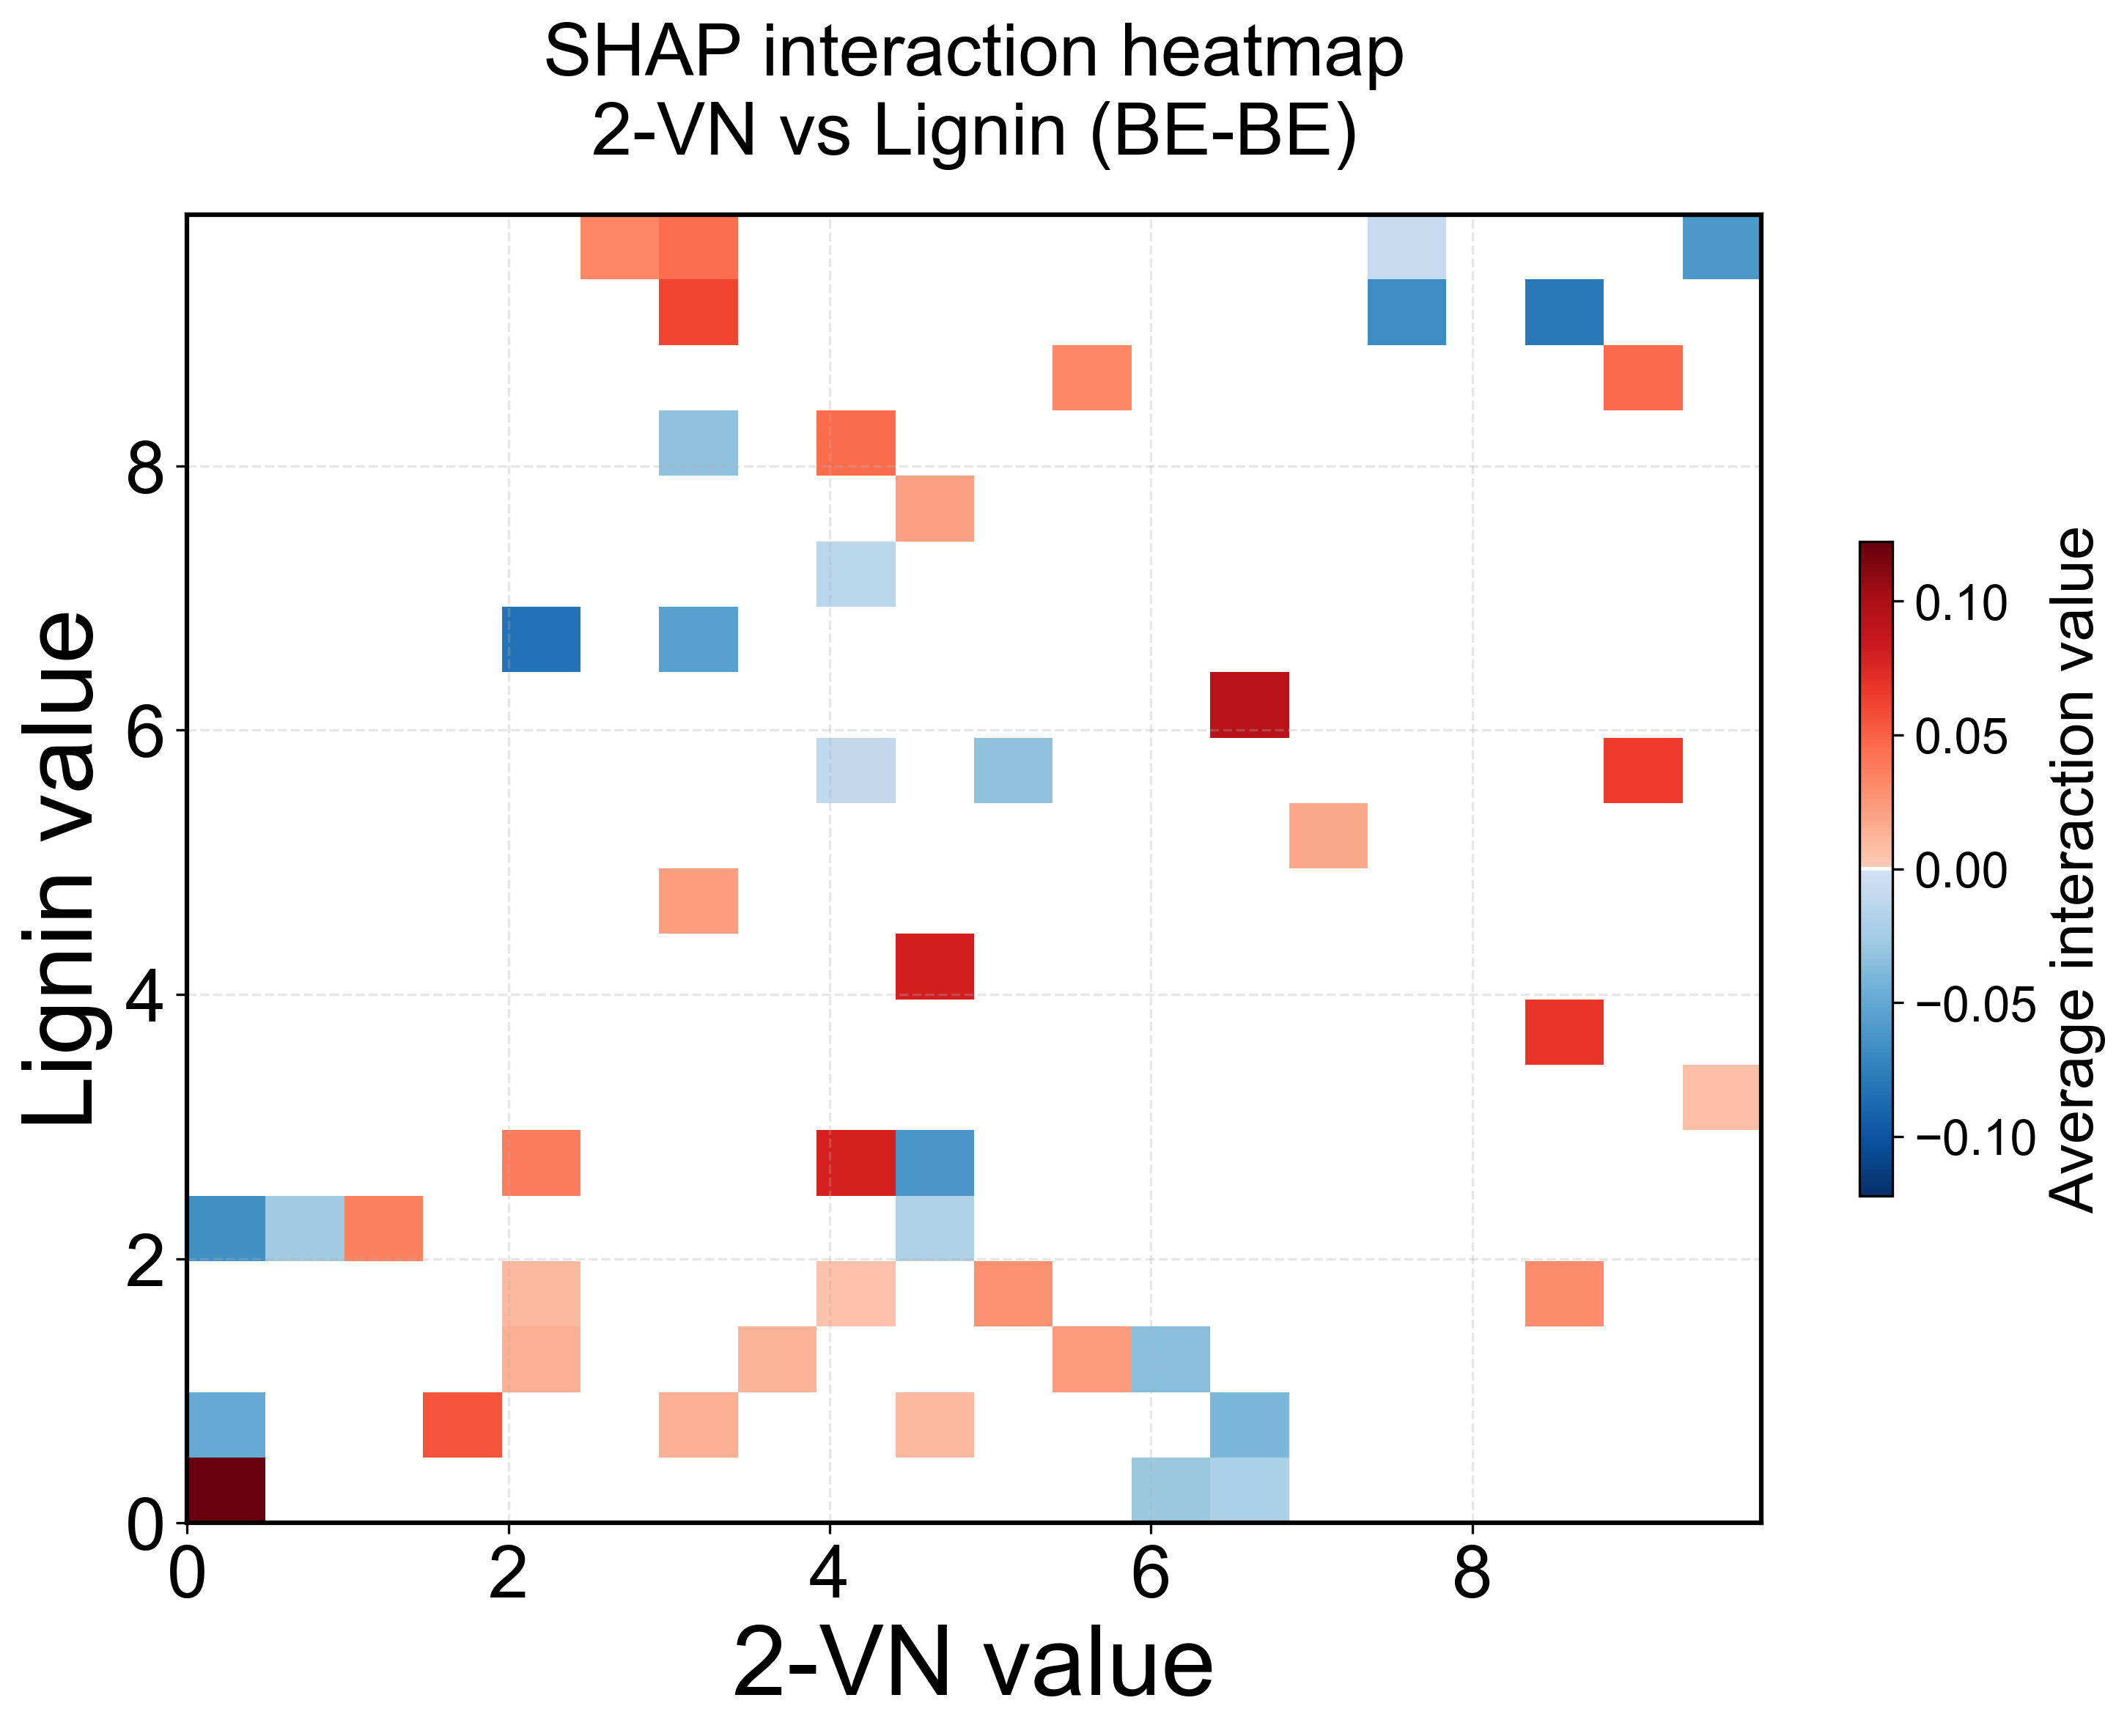 SHAP interaction heatmap
2-VN vs Lignin (BE-BE)
Lignin value
8
6
4
2
0
0 2 4 6 8
2-VN value
0.10
0.05
0.00
−0.05
−0.10
Average interaction value